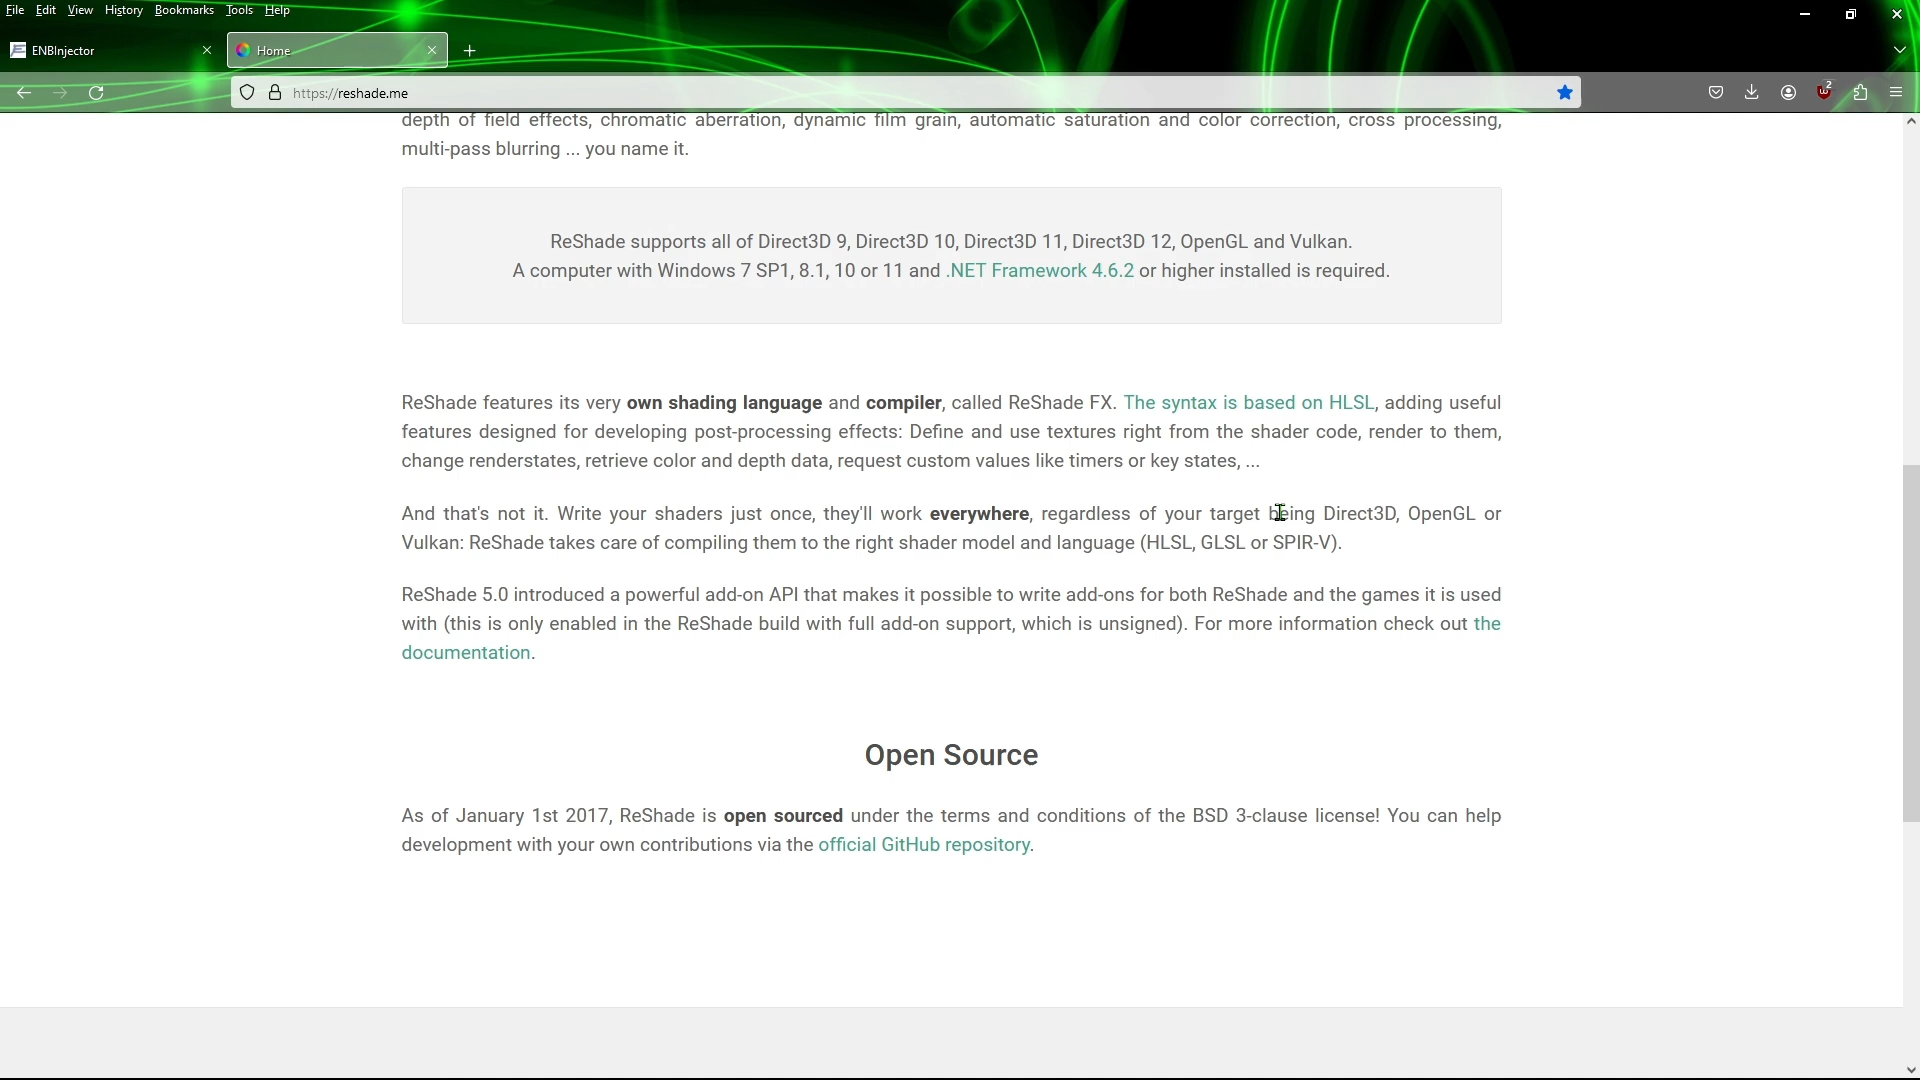 File Edit View History Bookmarks Tools Help
ENBInjector
Home
https://reshade.me
2
depth of field effects, chromatic aberration, dynamic film grain, automatic saturation and color correction, cross processing,
multi-pass blurring ... you name it.
ReShade supports all of Direct3D 9, Direct3D 10, Direct3D 11, Direct3D 12, OpenGL and Vulkan.
A computer with Windows 7 SP1, 8.1, 10 or 11 and .NET Framework 4.6.2 or higher installed is required.
ReShade features its very own shading language and compiler, called ReShade FX. The syntax is based on HLSL, adding useful
features designed for developing post-processing effects: Define and use textures right from the shader code, render to them,
change renderstates, retrieve color and depth data, request custom values like timers or key states, ...
And that's not it. Write your shaders just once, they'll work everywhere, regardless of your target being Direct3D, OpenGL or
Vulkan: ReShade takes care of compiling them to the right shader model and language (HLSL, GLSL or SPIR-V).
ReShade 5.0 introduced a powerful add-on API that makes it possible to write add-ons for both ReShade and the games it is used
with (this is only enabled in the ReShade build with full add-on support, which is unsigned). For more information check out the
documentation.
Open Source
As of January 1st 2017, ReShade is open sourced under the terms and conditions of the BSD 3-clause license! You can help
development with your own contributions via the official GitHub repository.